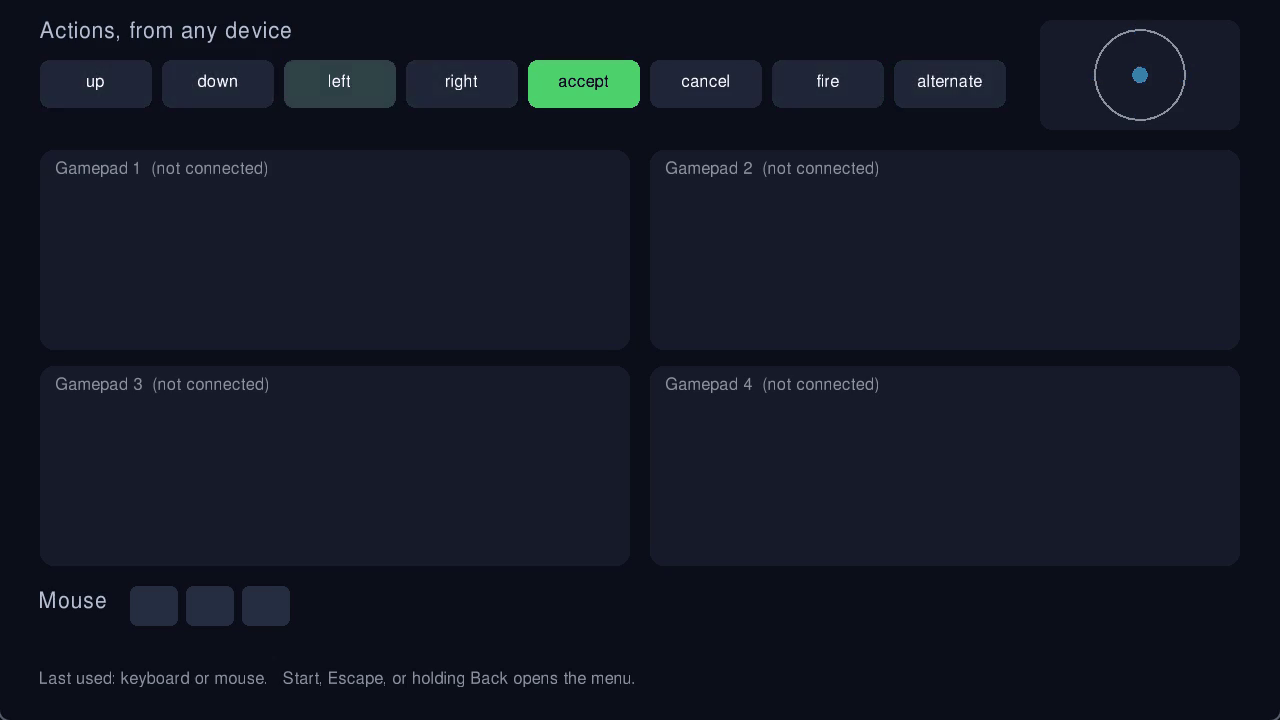 Actions, from any device
up down left right accept cancel fire alternate
Gamepad 1 (not connected) Gamepad 2 (not connected)
Gamepad 3 (not connected) Gamepad 4 (not connected)
Mouse
Last used: keyboard or mouse. Start, Escape, or holding Back opens the menu.